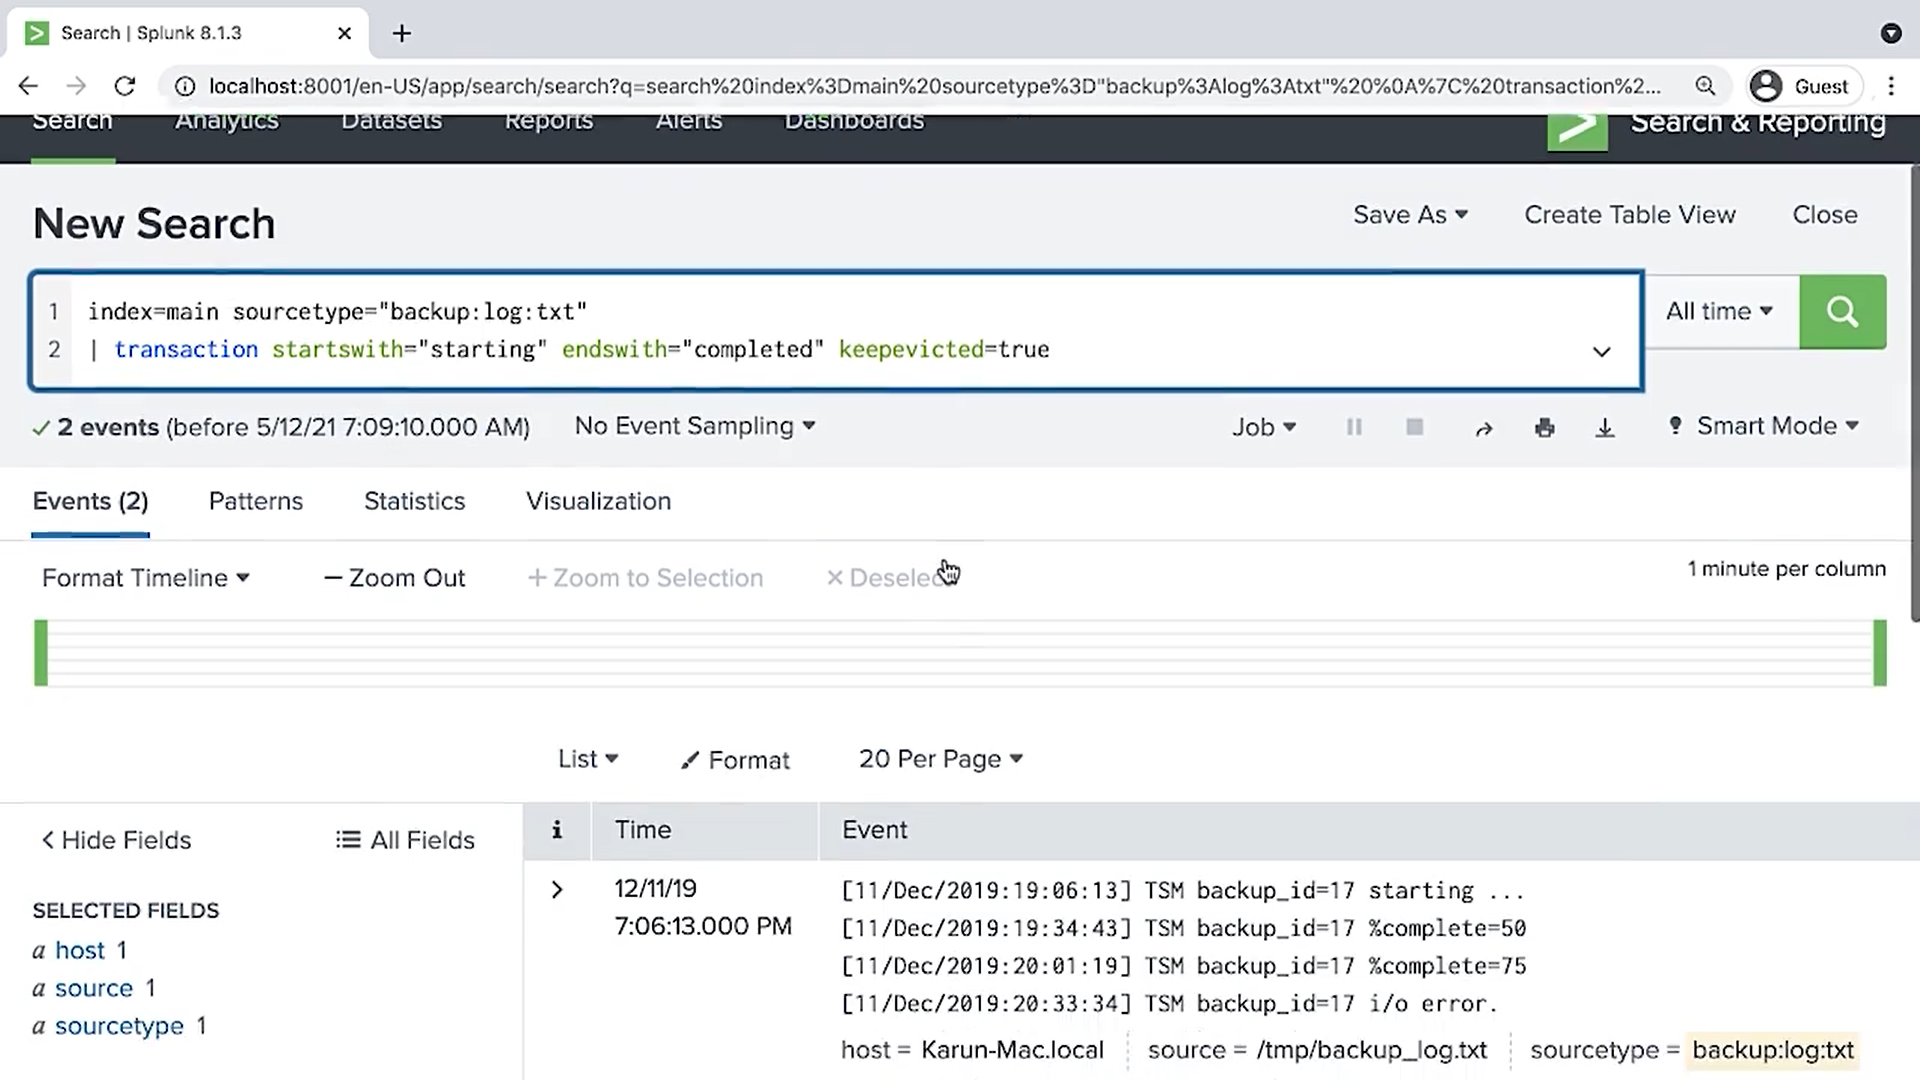 Search | Splunk 8.1.3
localhost:8001/en-US/app/search/search?q=search%20index%3Dmain%20sourcetype%3D"backup%3Alog%3Atxt"%20%0A%7C%20transaction%2... Guest
Search Analytics Datasets Reports Alerts Dashboards Search & Reporting
New Search Save As Create Table View Close
1 index=main sourcetype="backup:log:txt" All time
2 | transaction startswith="starting" endswith="completed" keepevicted=true
2 events (before 5/12/21 7:09:10.000 AM) No Event Sampling Job Smart Mode
Events (2) Patterns Statistics Visualization
Format Timeline — Zoom Out + Zoom to Selection × Deselec 1 minute per column
List Format 20 Per Page
< Hide Fields All Fields i Time Event
SELECTED FIELDS
a host 1
a source 1
a sourcetype 1
> 12/11/19 [11/Dec/2019:19:06:13] TSM backup_id=17 starting ...
7:06:13.000 PM [11/Dec/2019:19:34:43] TSM backup_id=17 %complete=50
[11/Dec/2019:20:01:19] TSM backup_id=17 %complete=75
[11/Dec/2019:20:33:34] TSM backup_id=17 i/o error.
host = Karun-Mac.local source = /tmp/backup_log.txt sourcetype = backup:log:txt